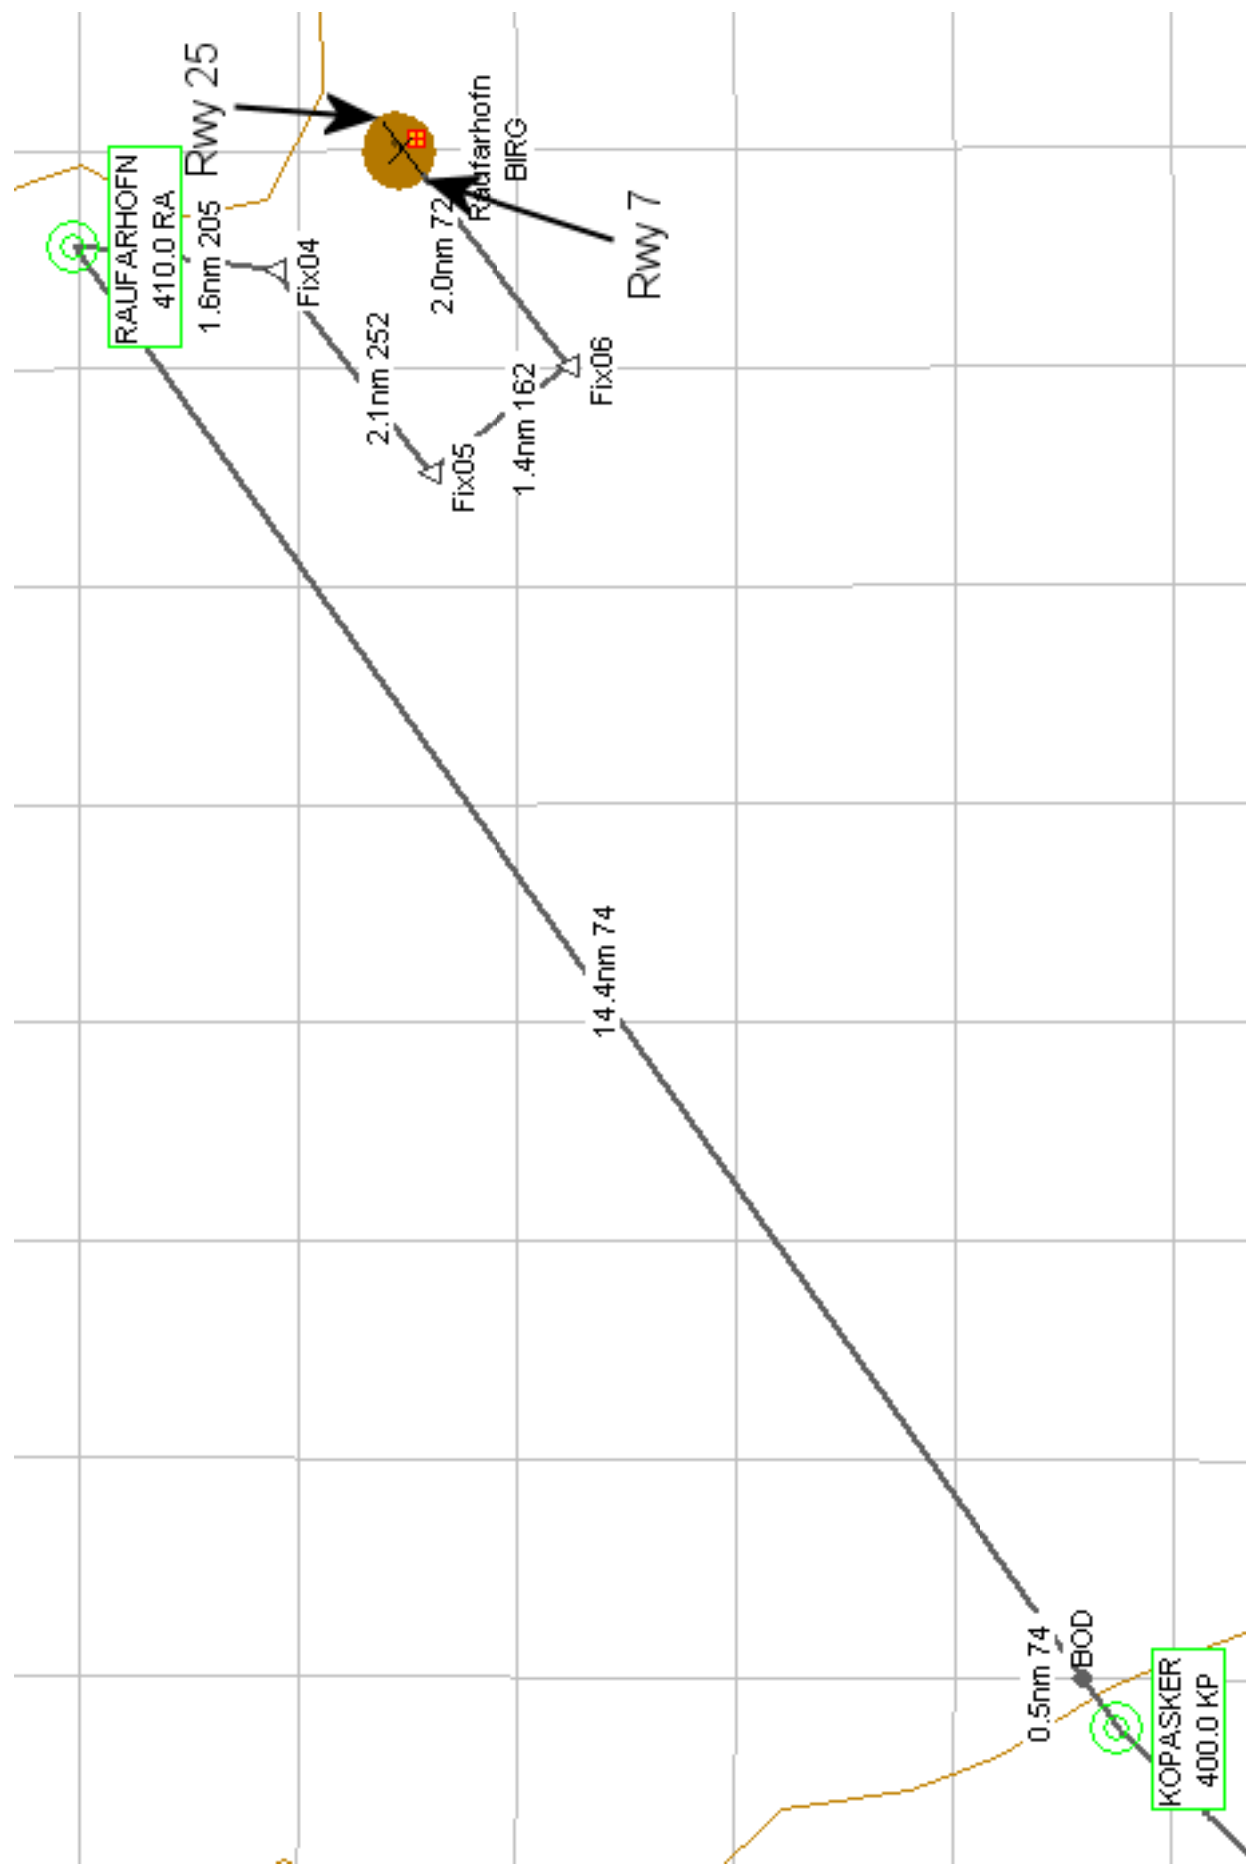 Rwy 25
RAUFARHOFN
410.0 RA
1.6nm 205
Fix04
Raufarhofn
BIRG
2.0nm 72
Rwy 7
2.1nm 252
Fix05
1.4nm 162
Fix06
14.4nm 74
0.5nm 74
BOD
KOPASKER
400.0 KP